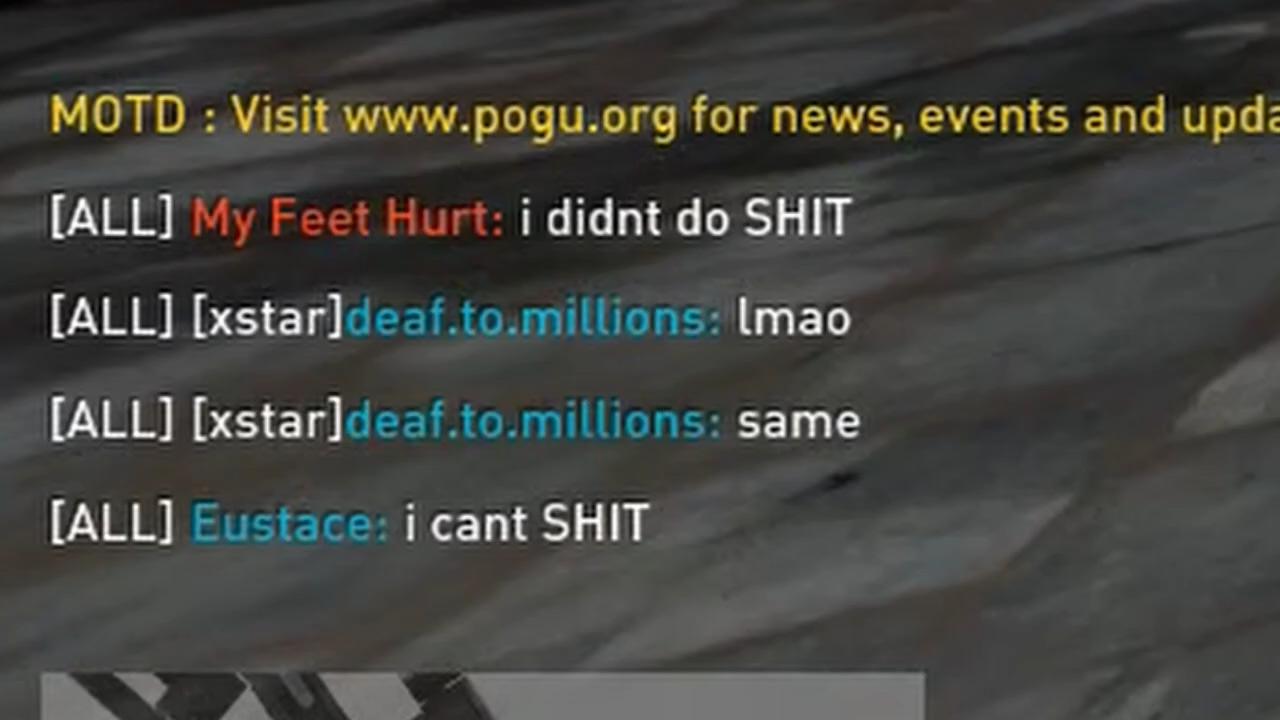 MOTD : Visit www.pogu.org for news, events and upda
[ALL] My Feet Hurt: i didnt do SHIT
[ALL] [xstar]deaf.to.millions: lmao
[ALL] [xstar]deaf.to.millions: same
[ALL] Eustace: i cant SHIT